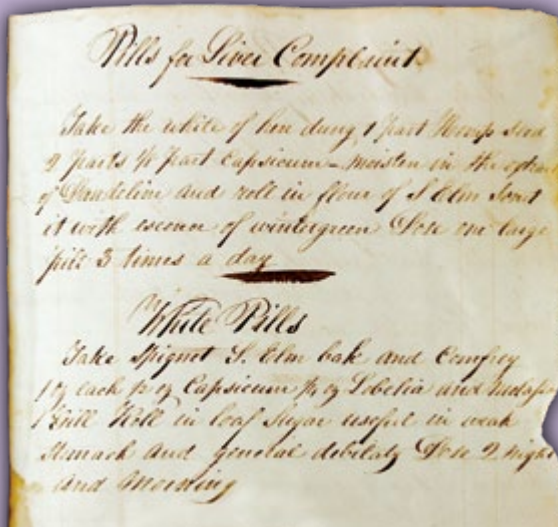 Pills for Liver Complaint
Take the white of hen dung 1 part Hemp seed
2 parts ½ part Capsicum – moisten in the
of Dandelion and roll in flour of S Elm Scent
it with essence of wintergreen Dose one large
pill 3 times a day
White Pills
Take Spignot S. Elm bak and Comfrey
1 oz each ½ oz Capsicum ¼ oz Lobelia and
1 Gill Roll in loaf Sugar useful in weak
Stomach and general debility Dose 2 night
and Morning